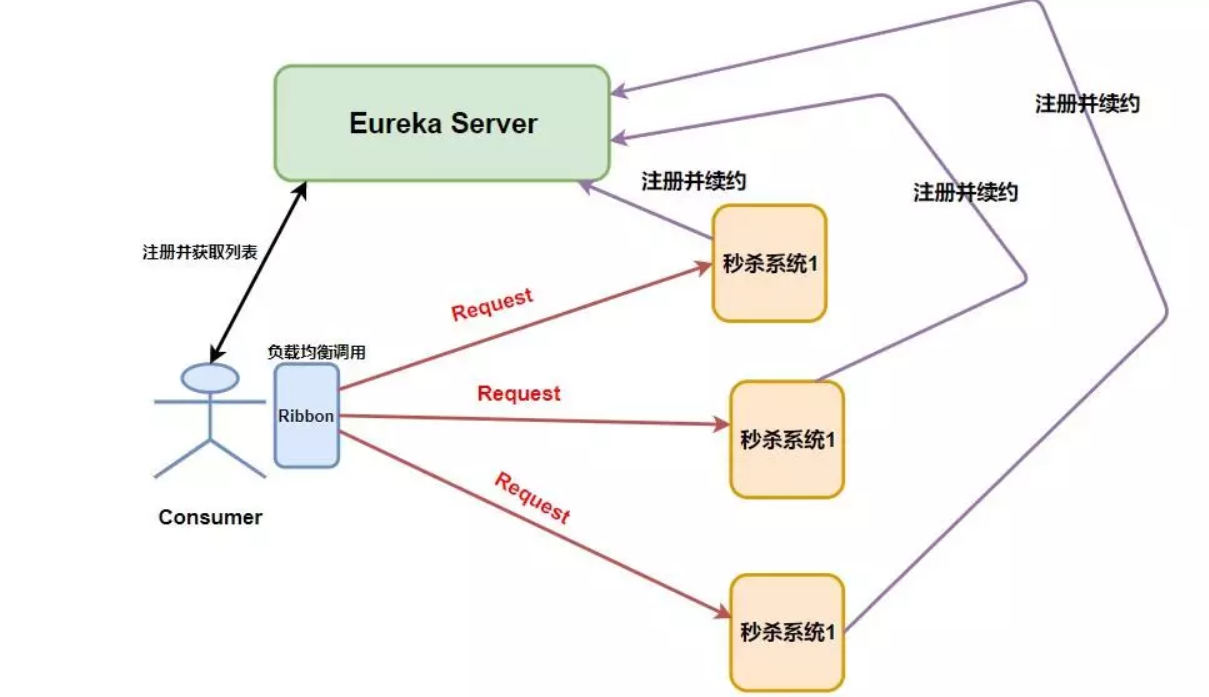 Eureka Server
注册并续约
注册并续约
注册并续约
注册并获取列表
秒杀系统1
Request
负载均衡调用
Ribbon
Request
秒杀系统1
Request
Consumer
秒杀系统1